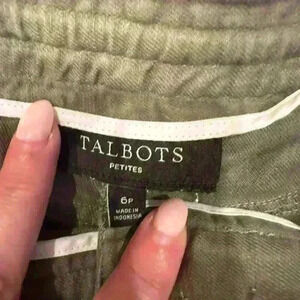 TALBOTS
PETITES
6P
MADE IN
INDONESIA